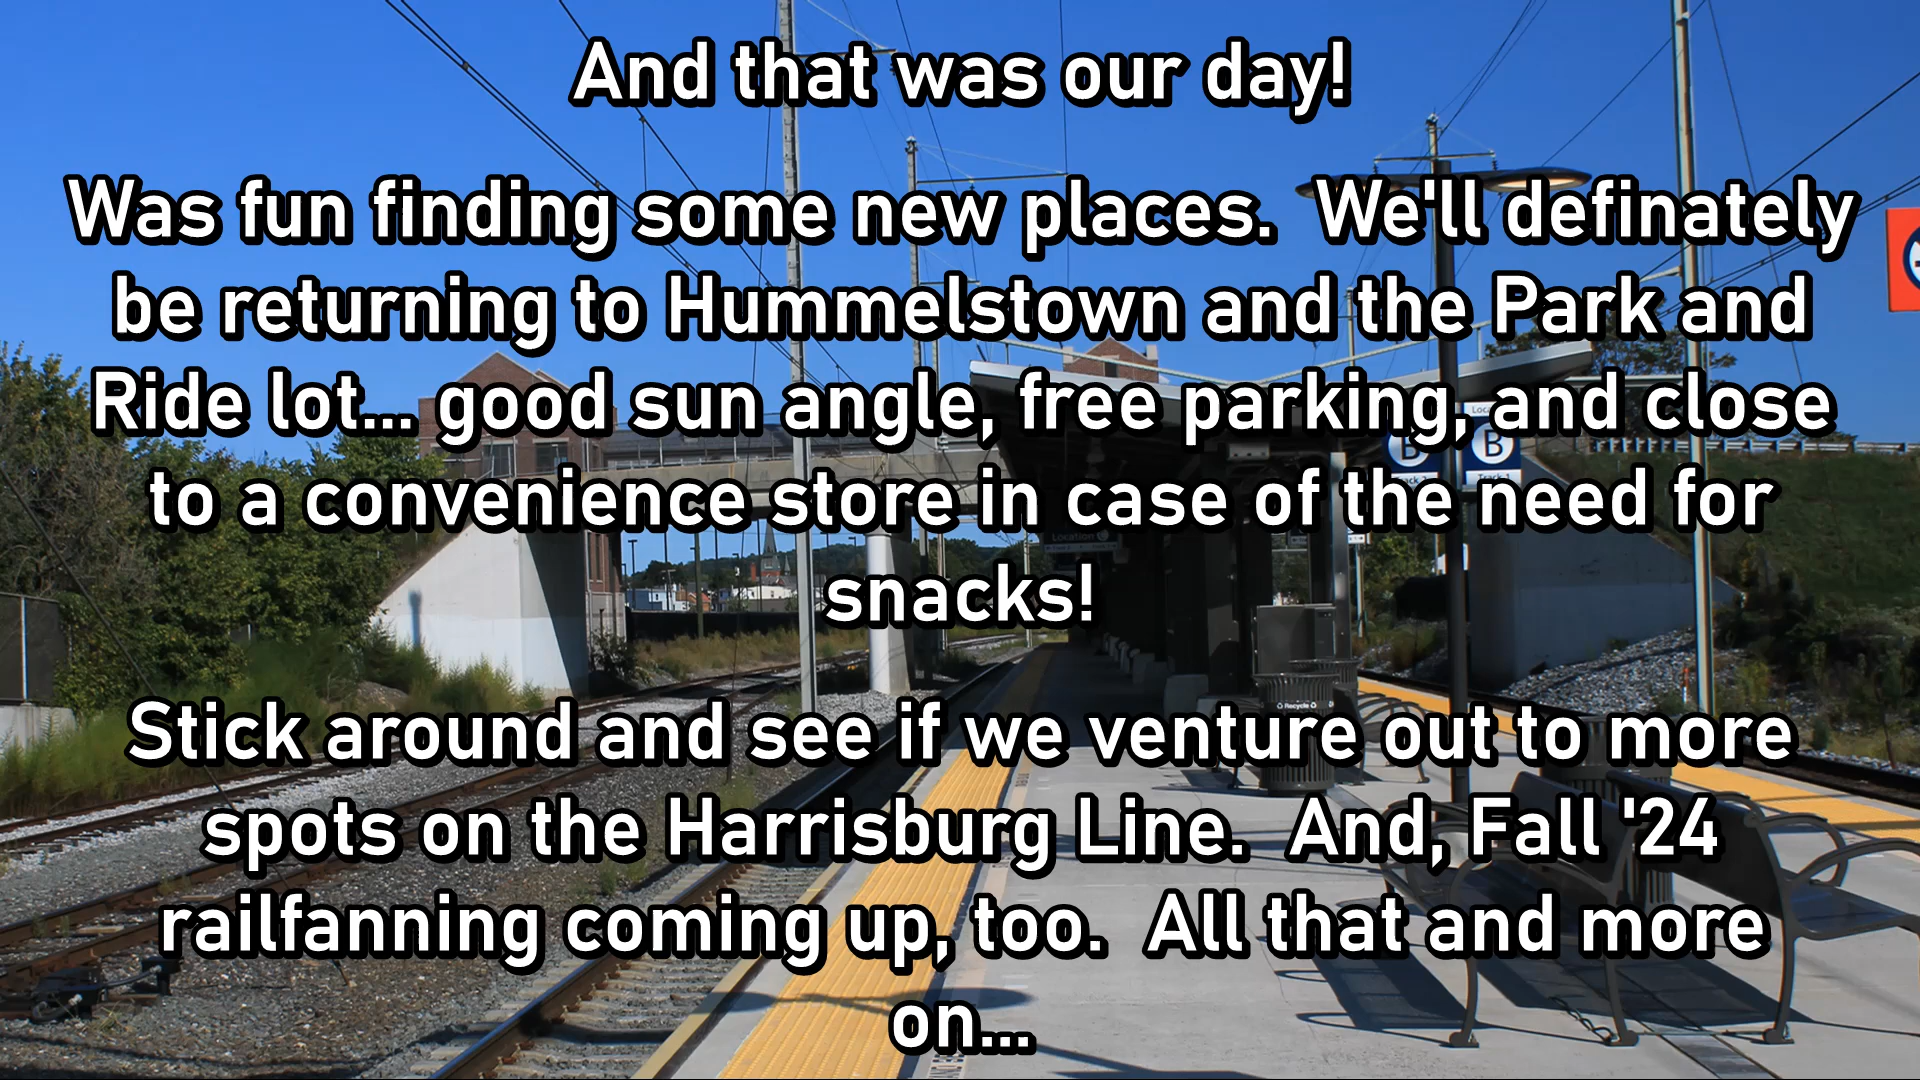 And that was our day!
Was fun finding some new places.  We'll definately
be returning to Hummelstown and the Park and
Ride lot... good sun angle, free parking, and close
to a convenience store in case of the need for
snacks!
Stick around and see if we venture out to more
spots on the Harrisburg Line.  And, Fall '24
railfanning coming up, too.  All that and more
on...
B
B
Location
Recycle